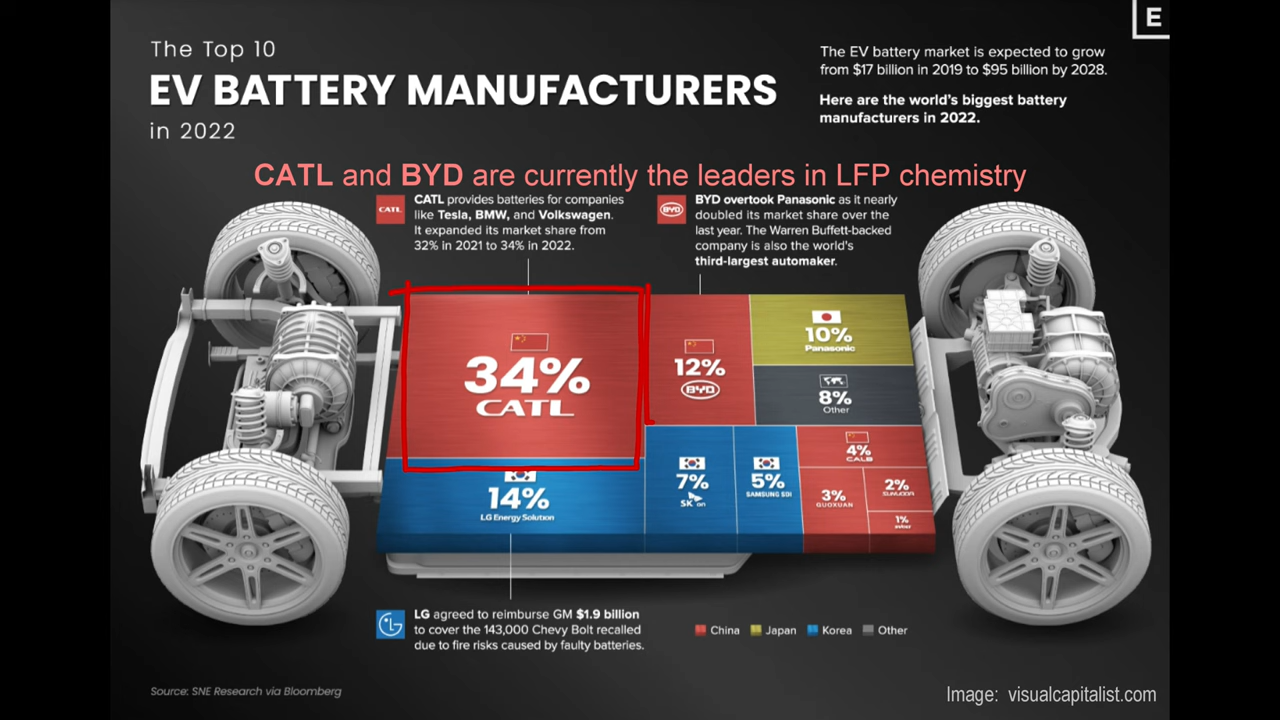 E
The Top 10
EV BATTERY MANUFACTURERS
in 2022
The EV battery market is expected to grow
from $17 billion in 2019 to $95 billion by 2028.
Here are the world's biggest battery
manufacturers in 2022.
CATL and BYD are currently the leaders in LFP chemistry
CATL
CATL provides batteries for companies
like Tesla, BMW, and Volkswagen.
It expanded its market share from
32% in 2021 to 34% in 2022.
BYD
BYD overtook Panasonic as it nearly
doubled its market share over the
last year. The Warren Buffett-backed
company is also the world's
third-largest automaker.
34%
CATL
12%
BYD
10%
Panasonic
8%
Other
14%
LG Energy Solution
7%
SK on
5%
SAMSUNG SDI
4%
CALB
3%
GUOXUAN
2%
SUNWODA
1%
LG
LG agreed to reimburse GM $1.9 billion
to cover the 143,000 Chevy Bolt recalled
due to fire risks caused by faulty batteries.
China Japan Korea Other
Source: SNE Research via Bloomberg
Image: visualcapitalist.com